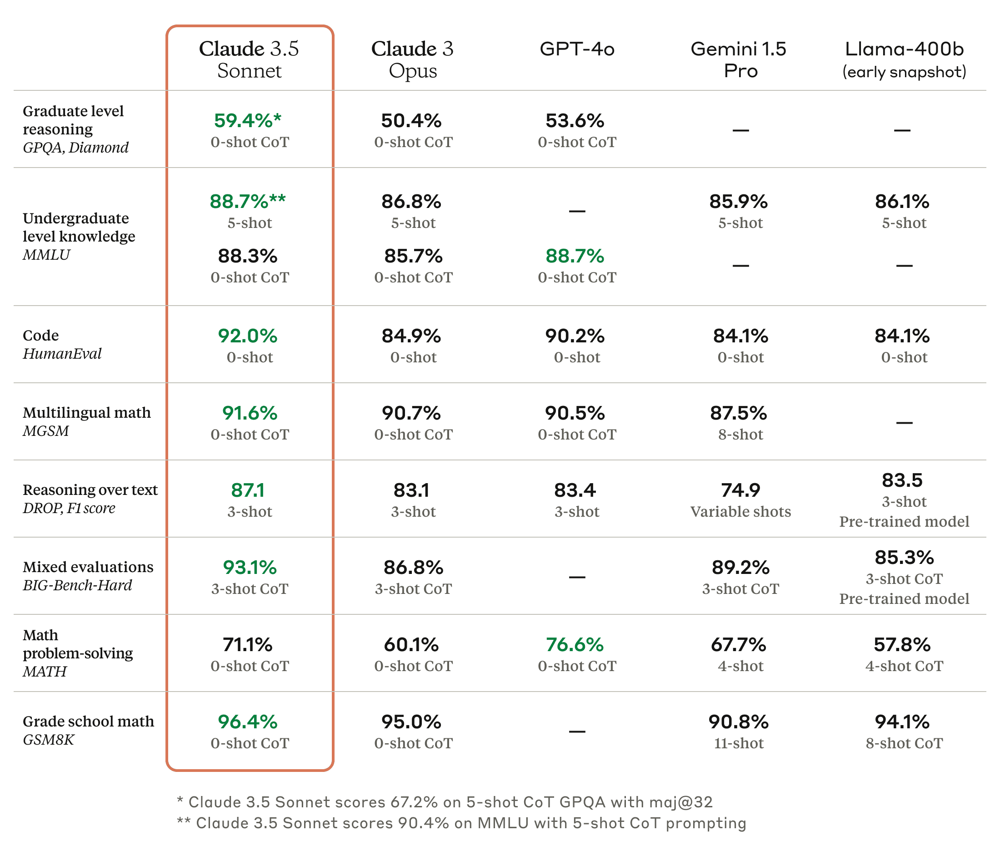 Claude 3.5 Sonnet
Claude 3 Opus
GPT-4o
Gemini 1.5 Pro
Llama-400b (early snapshot)
Graduate level
reasoning
GPQA, Diamond
59.4%* 50.4% 53.6% — —
0-shot CoT 0-shot CoT 0-shot CoT
Undergraduate
level knowledge
MMLU
88.7%** 86.8% — 85.9% 86.1%
5-shot 5-shot 5-shot 5-shot
88.3% 85.7% 88.7% — —
0-shot CoT 0-shot CoT 0-shot CoT
Code
HumanEval
92.0% 84.9% 90.2% 84.1% 84.1%
0-shot 0-shot 0-shot 0-shot 0-shot
Multilingual math
MGSM
91.6% 90.7% 90.5% 87.5% —
0-shot CoT 0-shot CoT 0-shot CoT 8-shot
Reasoning over text
DROP, F1 score
87.1 83.1 83.4 74.9 83.5
3-shot 3-shot 3-shot Variable shots 3-shot
Pre-trained model
Mixed evaluations
BIG-Bench-Hard
93.1% 86.8% — 89.2% 85.3%
3-shot CoT 3-shot CoT 3-shot CoT 3-shot CoT
Pre-trained model
Math
problem-solving
MATH
71.1% 60.1% 76.6% 67.7% 57.8%
0-shot CoT 0-shot CoT 0-shot CoT 4-shot 4-shot CoT
Grade school math
GSM8K
96.4% 95.0% — 90.8% 94.1%
0-shot CoT 0-shot CoT 11-shot 8-shot CoT
* Claude 3.5 Sonnet scores 67.2% on 5-shot CoT GPQA with maj@32
** Claude 3.5 Sonnet scores 90.4% on MMLU with 5-shot CoT prompting